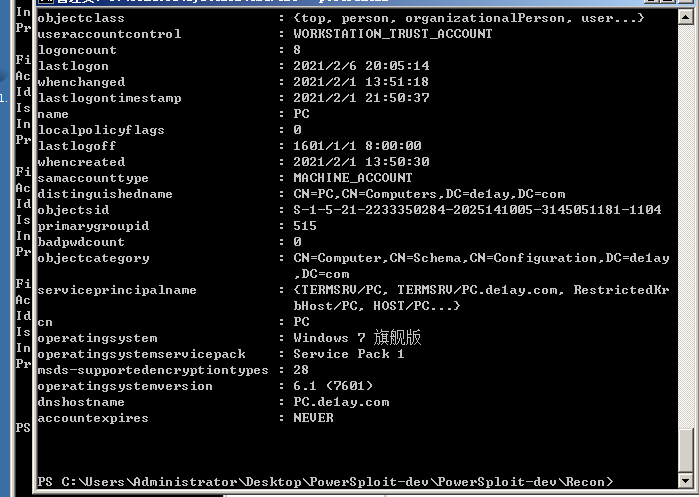 objectclass : {top, person, organizationalPerson, user...}
useraccountcontrol : WORKSTATION_TRUST_ACCOUNT
logoncount : 8
lastlogon : 2021/2/6 20:05:14
whenchanged : 2021/2/1 13:51:18
lastlogontimestamp : 2021/2/1 21:50:37
name : PC
localpolicyflags : 0
lastlogoff : 1601/1/1 8:00:00
whencreated : 2021/2/1 13:50:30
samaccounttype : MACHINE_ACCOUNT
distinguishedname : CN=PC,CN=Computers,DC=de1ay,DC=com
objectsid : S-1-5-21-2233350284-2025141005-3145051181-1104
primarygroupid : 515
badpwdcount : 0
objectcategory : CN=Computer,CN=Schema,CN=Configuration,DC=de1ay
,DC=com
serviceprincipalname : {TERMSRV/PC, TERMSRV/PC.de1ay.com, RestrictedKr
bHost/PC, HOST/PC...}
cn : PC
operatingsystem : Windows 7 旗舰版
operatingsystemservicepack : Service Pack 1
msds-supportedencryptiontypes : 28
operatingsystemversion : 6.1 (7601)
dnshostname : PC.de1ay.com
accountexpires : NEVER
PS C:\Users\Administrator\Desktop\PowerSploit-dev\PowerSploit-dev\Recon>